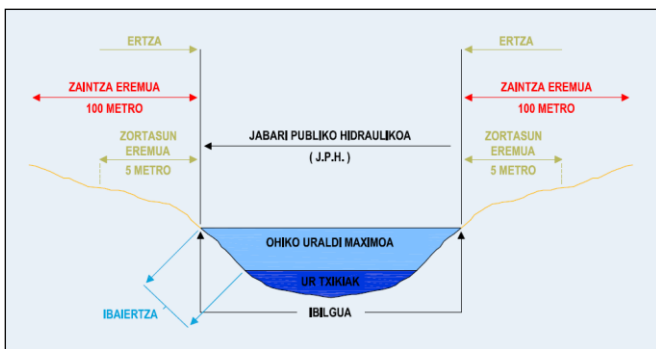 ERTZA
ERTZA
ZAINTZA EREMUA
100 METRO
ZAINTZA EREMUA
100 METRO
JABARI PUBLIKO HIDRAULIKOA
( J.P.H. )
ZORTASUN
EREMUA
5 METRO
ZORTASUN
EREMUA
5 METRO
OHIKO URALDI MAXIMOA
UR TXIKIAK
IBAIERTZA
IBILGUA